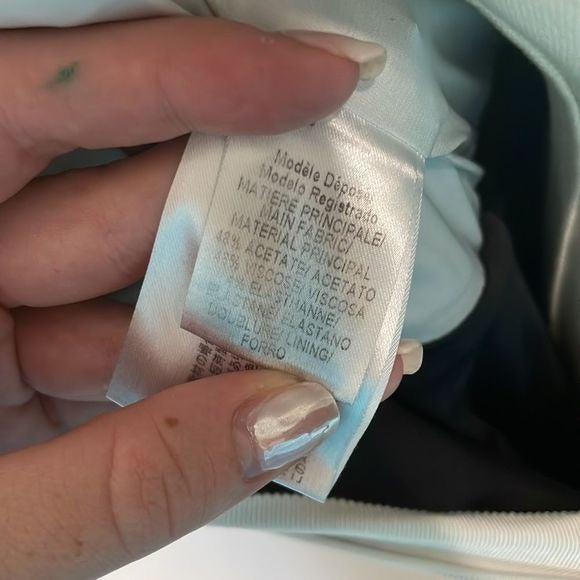 Modèle Déposé
Modelo Registrado
MATIERE PRINCIPALE/
MAIN FABRIC/
MATERIAL PRINCIPAL
48% ACETATE/ ACETATO
48% VISCOSE/ VISCOSA
ELASTHANNE/
ELASTANE/ELASTANO
DOUBLURE/ LINING/
FORRO